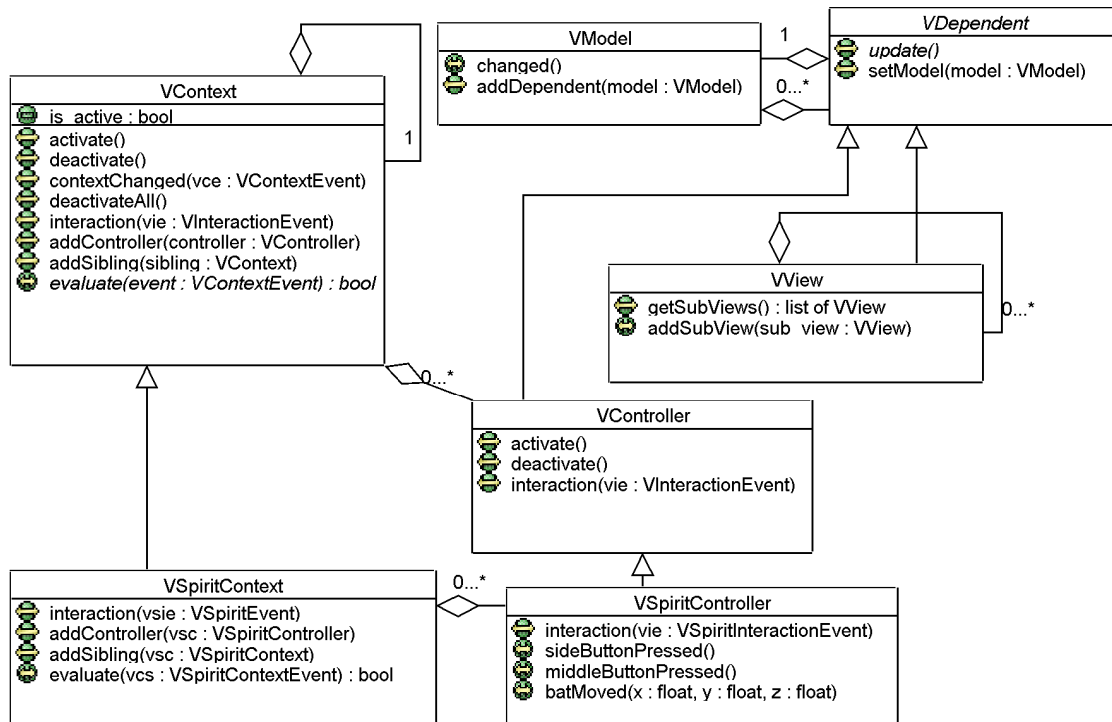 VContext
is_active : bool
activate()
deactivate()
contextChanged(vce : VContextEvent)
deactivateAll()
interaction(vie : VInteractionEvent)
addController(controller : VController)
addSibling(sibling : VContext)
evaluate(event : VContextEvent) : bool
1
VModel
changed()
addDependent(model : VModel)
1
0...*
VDependent
update()
setModel(model : VModel)
VView
getSubViews() : list of VView
addSubView(sub_view : VView)
0...*
0...*
VController
activate()
deactivate()
interaction(vie : VInteractionEvent)
VSpiritContext
interaction(vsie : VSpiritEvent)
addController(vsc : VSpiritController)
addSibling(vsc : VSpiritContext)
evaluate(vcs : VSpiritContextEvent) : bool
0...*
VSpiritController
interaction(vie : VSpiritInteractionEvent)
sideButtonPressed()
middleButtonPressed()
batMoved(x : float, y : float, z : float)